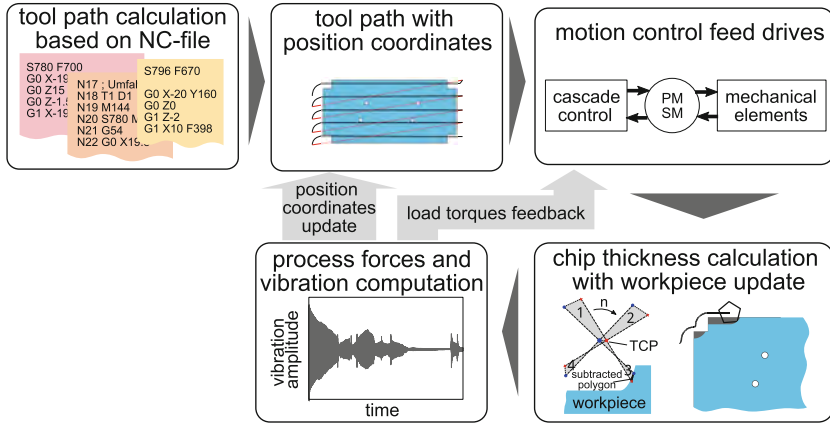 tool path calculation
based on NC-file
S780 F700
G0 X-19
G0 Z15
G0 Z-1.5
G1 X-19
N17 ; Umfa
N18 T1 D1
N19 M144
N20 S780 M
N21 G54
N22 G0 X19.5
S796 F670
G0 X-20 Y160
G0 Z0
G1 Z-2
G1 X10 F398
tool path with
position coordinates
motion control feed drives
cascade
control
PM
SM
mechanical
elements
position
coordinates
update
load torques feedback
process forces and
vibration computation
vibration
amplitude
time
chip thickness calculation
with workpiece update
n
1
2
TCP
4
3
subtracted
polygon
workpiece